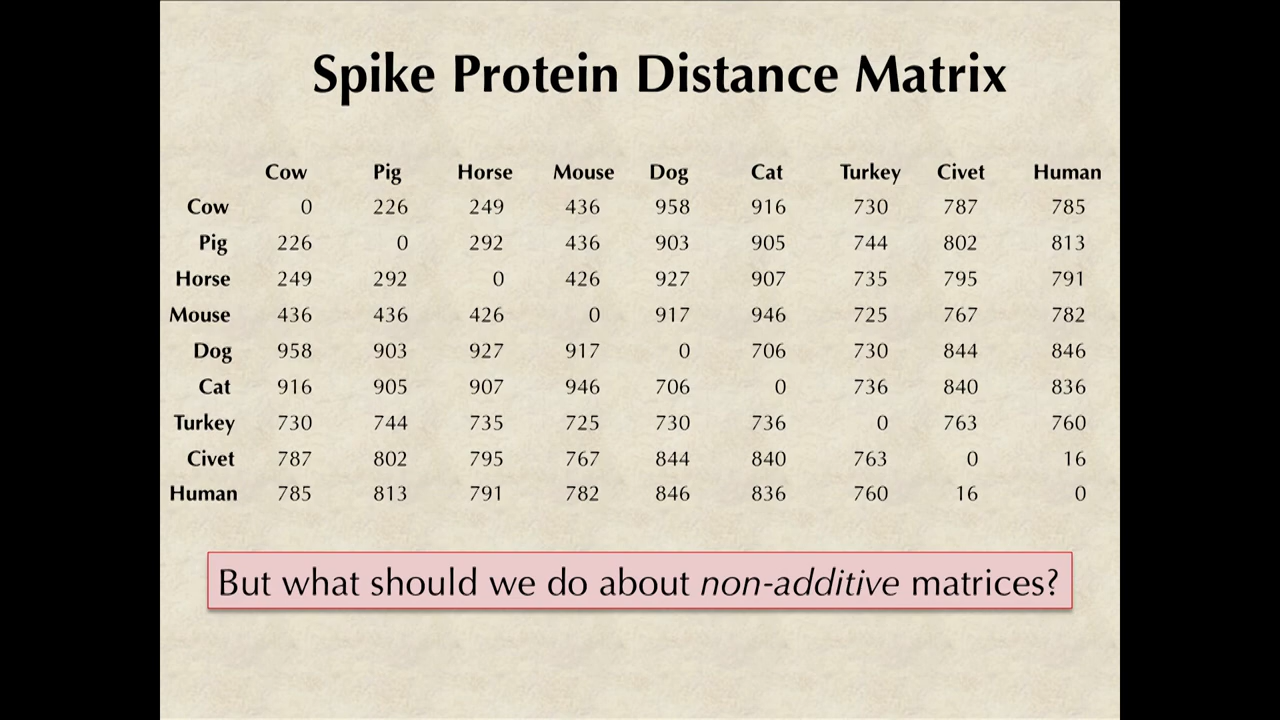 Spike Protein Distance Matrix
Cow Pig Horse Mouse Dog Cat Turkey Civet Human
Cow 0 226 249 436 958 916 730 787 785
Pig 226 0 292 436 903 905 744 802 813
Horse 249 292 0 426 927 907 735 795 791
Mouse 436 436 426 0 917 946 725 767 782
Dog 958 903 927 917 0 706 730 844 846
Cat 916 905 907 946 706 0 736 840 836
Turkey 730 744 735 725 730 736 0 763 760
Civet 787 802 795 767 844 840 763 0 16
Human 785 813 791 782 846 836 760 16 0
But what should we do about non-additive matrices?